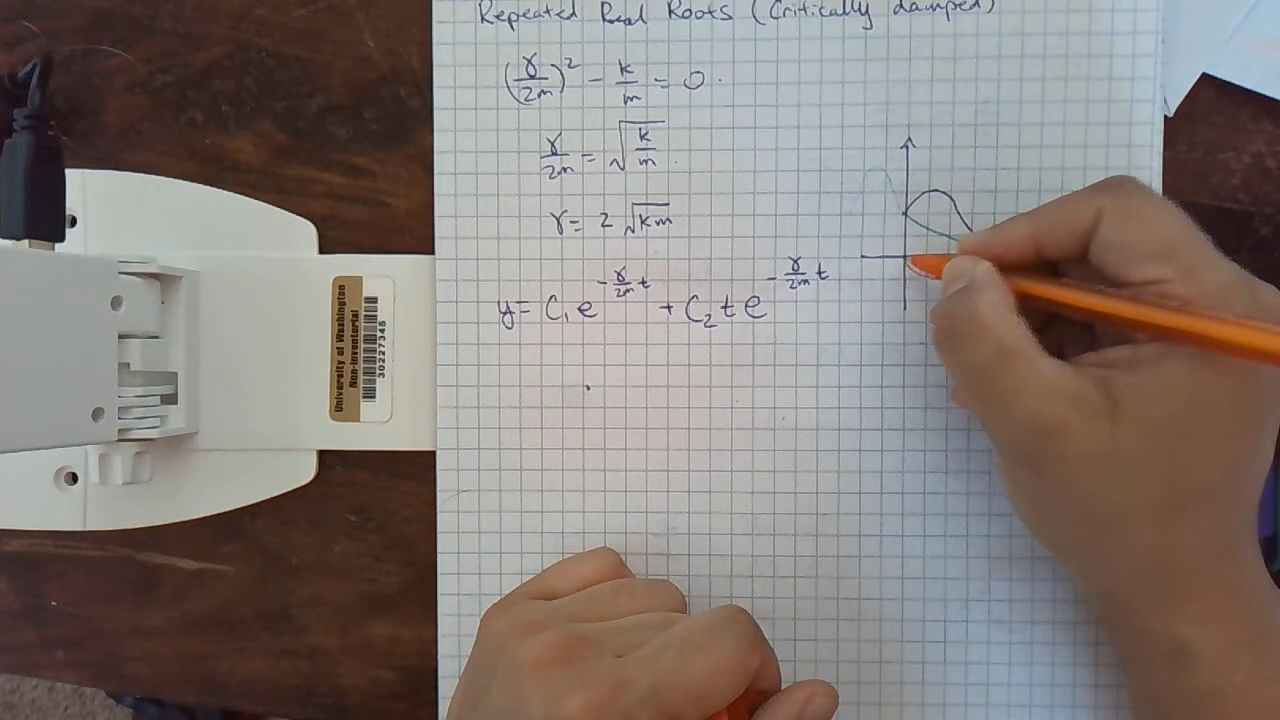 Repeated Real Roots (Critically damped)
(γ/2m)² - k/m = 0.
γ/2m = √(k/m).
γ = 2√km
y = C₁e^(-γ/2m t) + C₂te^(-γ/2m t)
University of Washington
Non-Inventorial
30227345